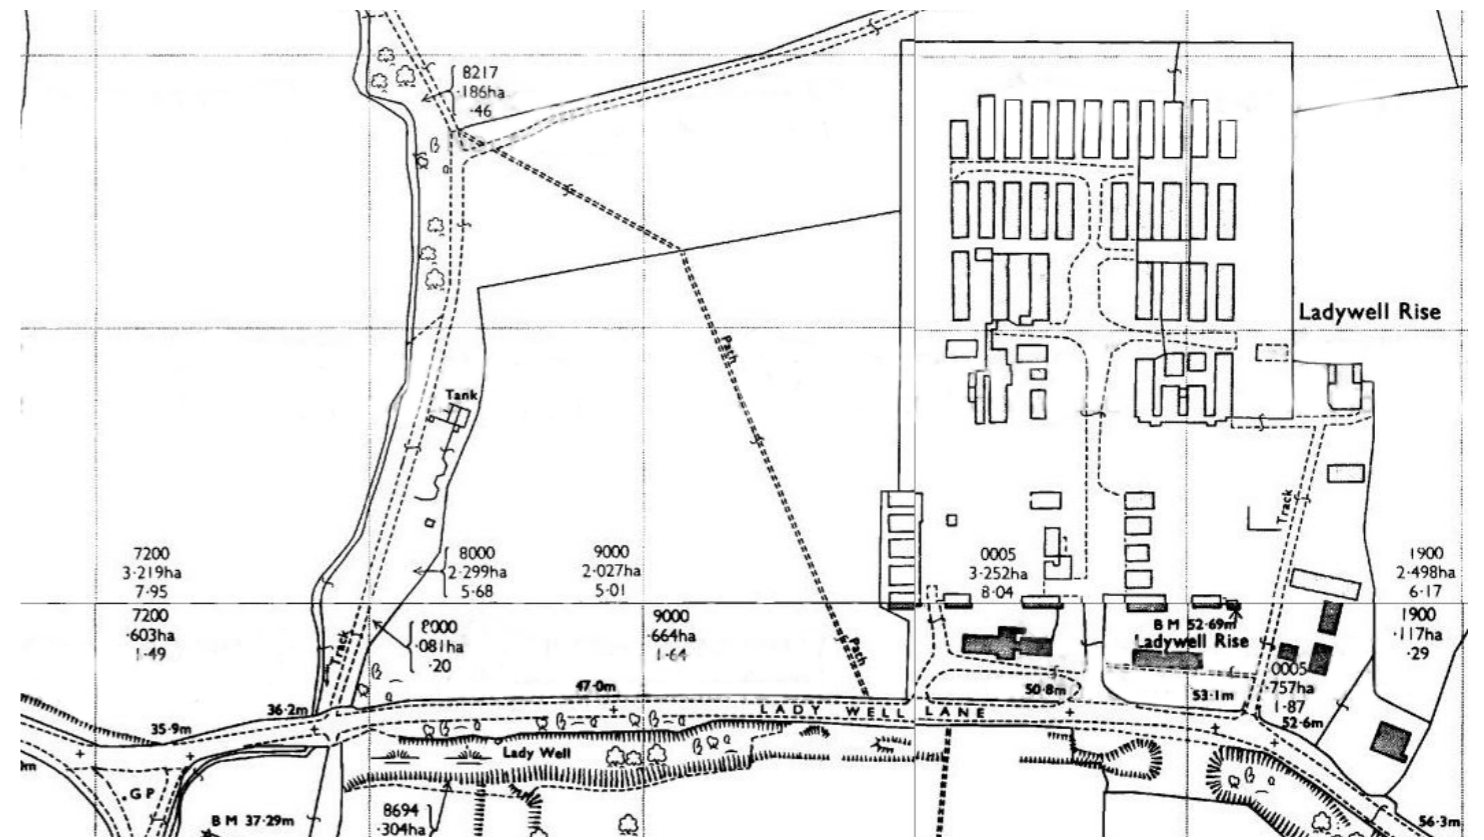 8217
·186ha
·46
Ladywell Rise
Path
Tank
Track
7200
3·219ha
7·95
8000
2·299ha
5·68
9000
2·027ha
5·01
0005
3·252ha
8·04
1900
2·498ha
6·17
7200
·603ha
1·49
Track
8000
·081ha
·20
9000
·664ha
1·64
Path
B M 52·69m
Ladywell Rise
1900
·117ha
·29
0005
·757ha
1·87
47·0m
50·8m
53·1m
52·6m
36·2m
35·9m
LADY WELL LANE
Lady Well
GP
B M 37·29m
8694
·304ha
56·3m